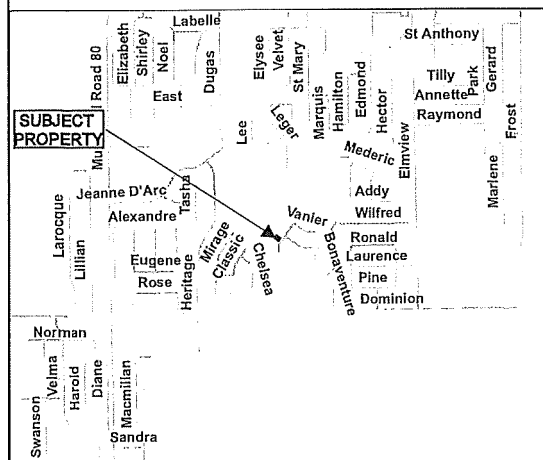 Labelle
Elizabeth
Shirley
Noel
Dugas
East
Road 80
Mu
SUBJECT
PROPERTY
Elysee
Velvet
St Mary
Lee
Leger
Marquis
Hamilton
Edmond
Hector
Mederic
Elmview
St Anthony
Tilly
Annette
Raymond
Park
Gerard
Frost
Marlene
Addy
Wilfred
Vanier
Bonaventure
Ronald
Laurence
Pine
Dominion
Larocque
Lillian
Jeanne D'Arc
Alexandre
Tasha
Eugene
Rose
Heritage
Mirage
Classic
Chelsea
Norman
Velma
Harold
Diane
Macmillan
Swanson
Sandra